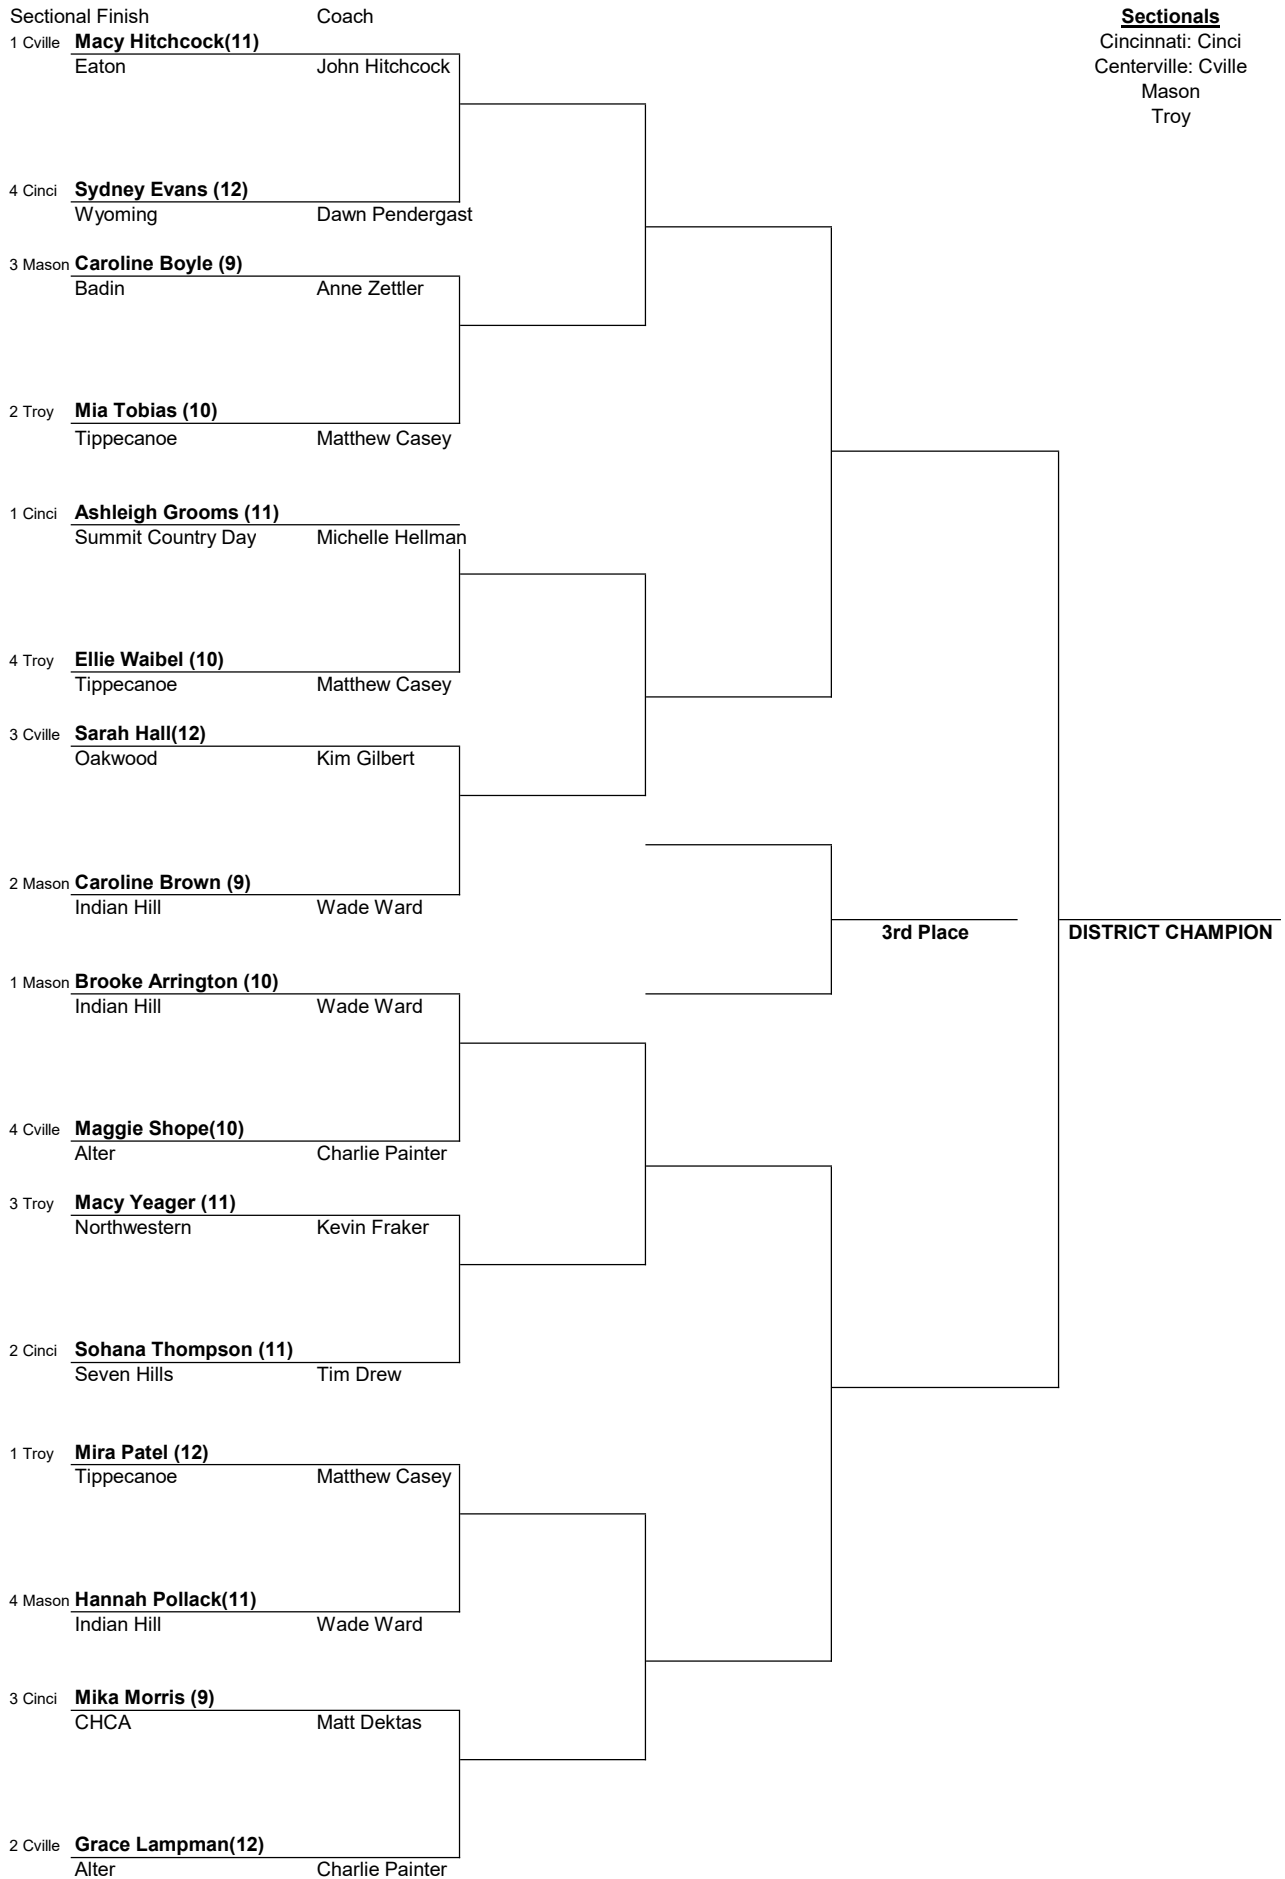 Sectional Finish Coach Sectionals
1 Cville Macy Hitchcock(11) Cincinnati: Cinci
Eaton John Hitchcock Centerville: Cville
Mason
Troy
4 Cinci Sydney Evans (12)
Wyoming Dawn Pendergast
3 Mason Caroline Boyle (9)
Badin Anne Zettler
2 Troy Mia Tobias (10)
Tippecanoe Matthew Casey
1 Cinci Ashleigh Grooms (11)
Summit Country Day Michelle Hellman
4 Troy Ellie Waibel (10)
Tippecanoe Matthew Casey
3 Cville Sarah Hall(12)
Oakwood Kim Gilbert
2 Mason Caroline Brown (9)
Indian Hill Wade Ward
3rd Place DISTRICT CHAMPION
1 Mason Brooke Arrington (10)
Indian Hill Wade Ward
4 Cville Maggie Shope(10)
Alter Charlie Painter
3 Troy Macy Yeager (11)
Northwestern Kevin Fraker
2 Cinci Sohana Thompson (11)
Seven Hills Tim Drew
1 Troy Mira Patel (12)
Tippecanoe Matthew Casey
4 Mason Hannah Pollack(11)
Indian Hill Wade Ward
3 Cinci Mika Morris (9)
CHCA Matt Dektas
2 Cville Grace Lampman(12)
Alter Charlie Painter